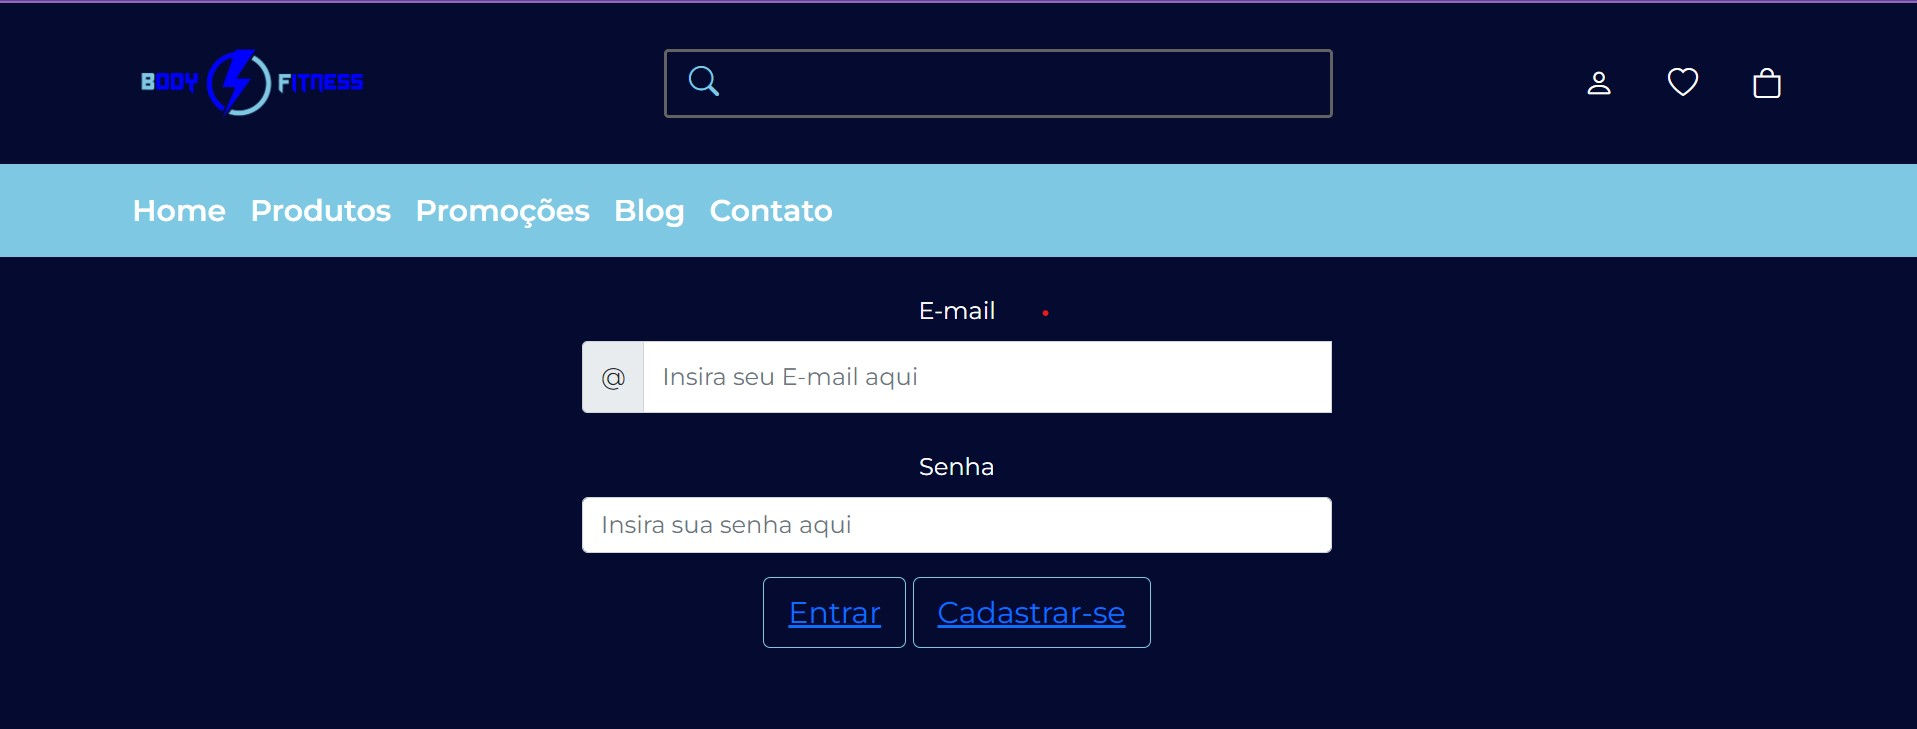 BODY FITNESS
Home Produtos Promoções Blog Contato
E-mail
@ Insira seu E-mail aqui
Senha
Insira sua senha aqui
Entrar Cadastrar-se